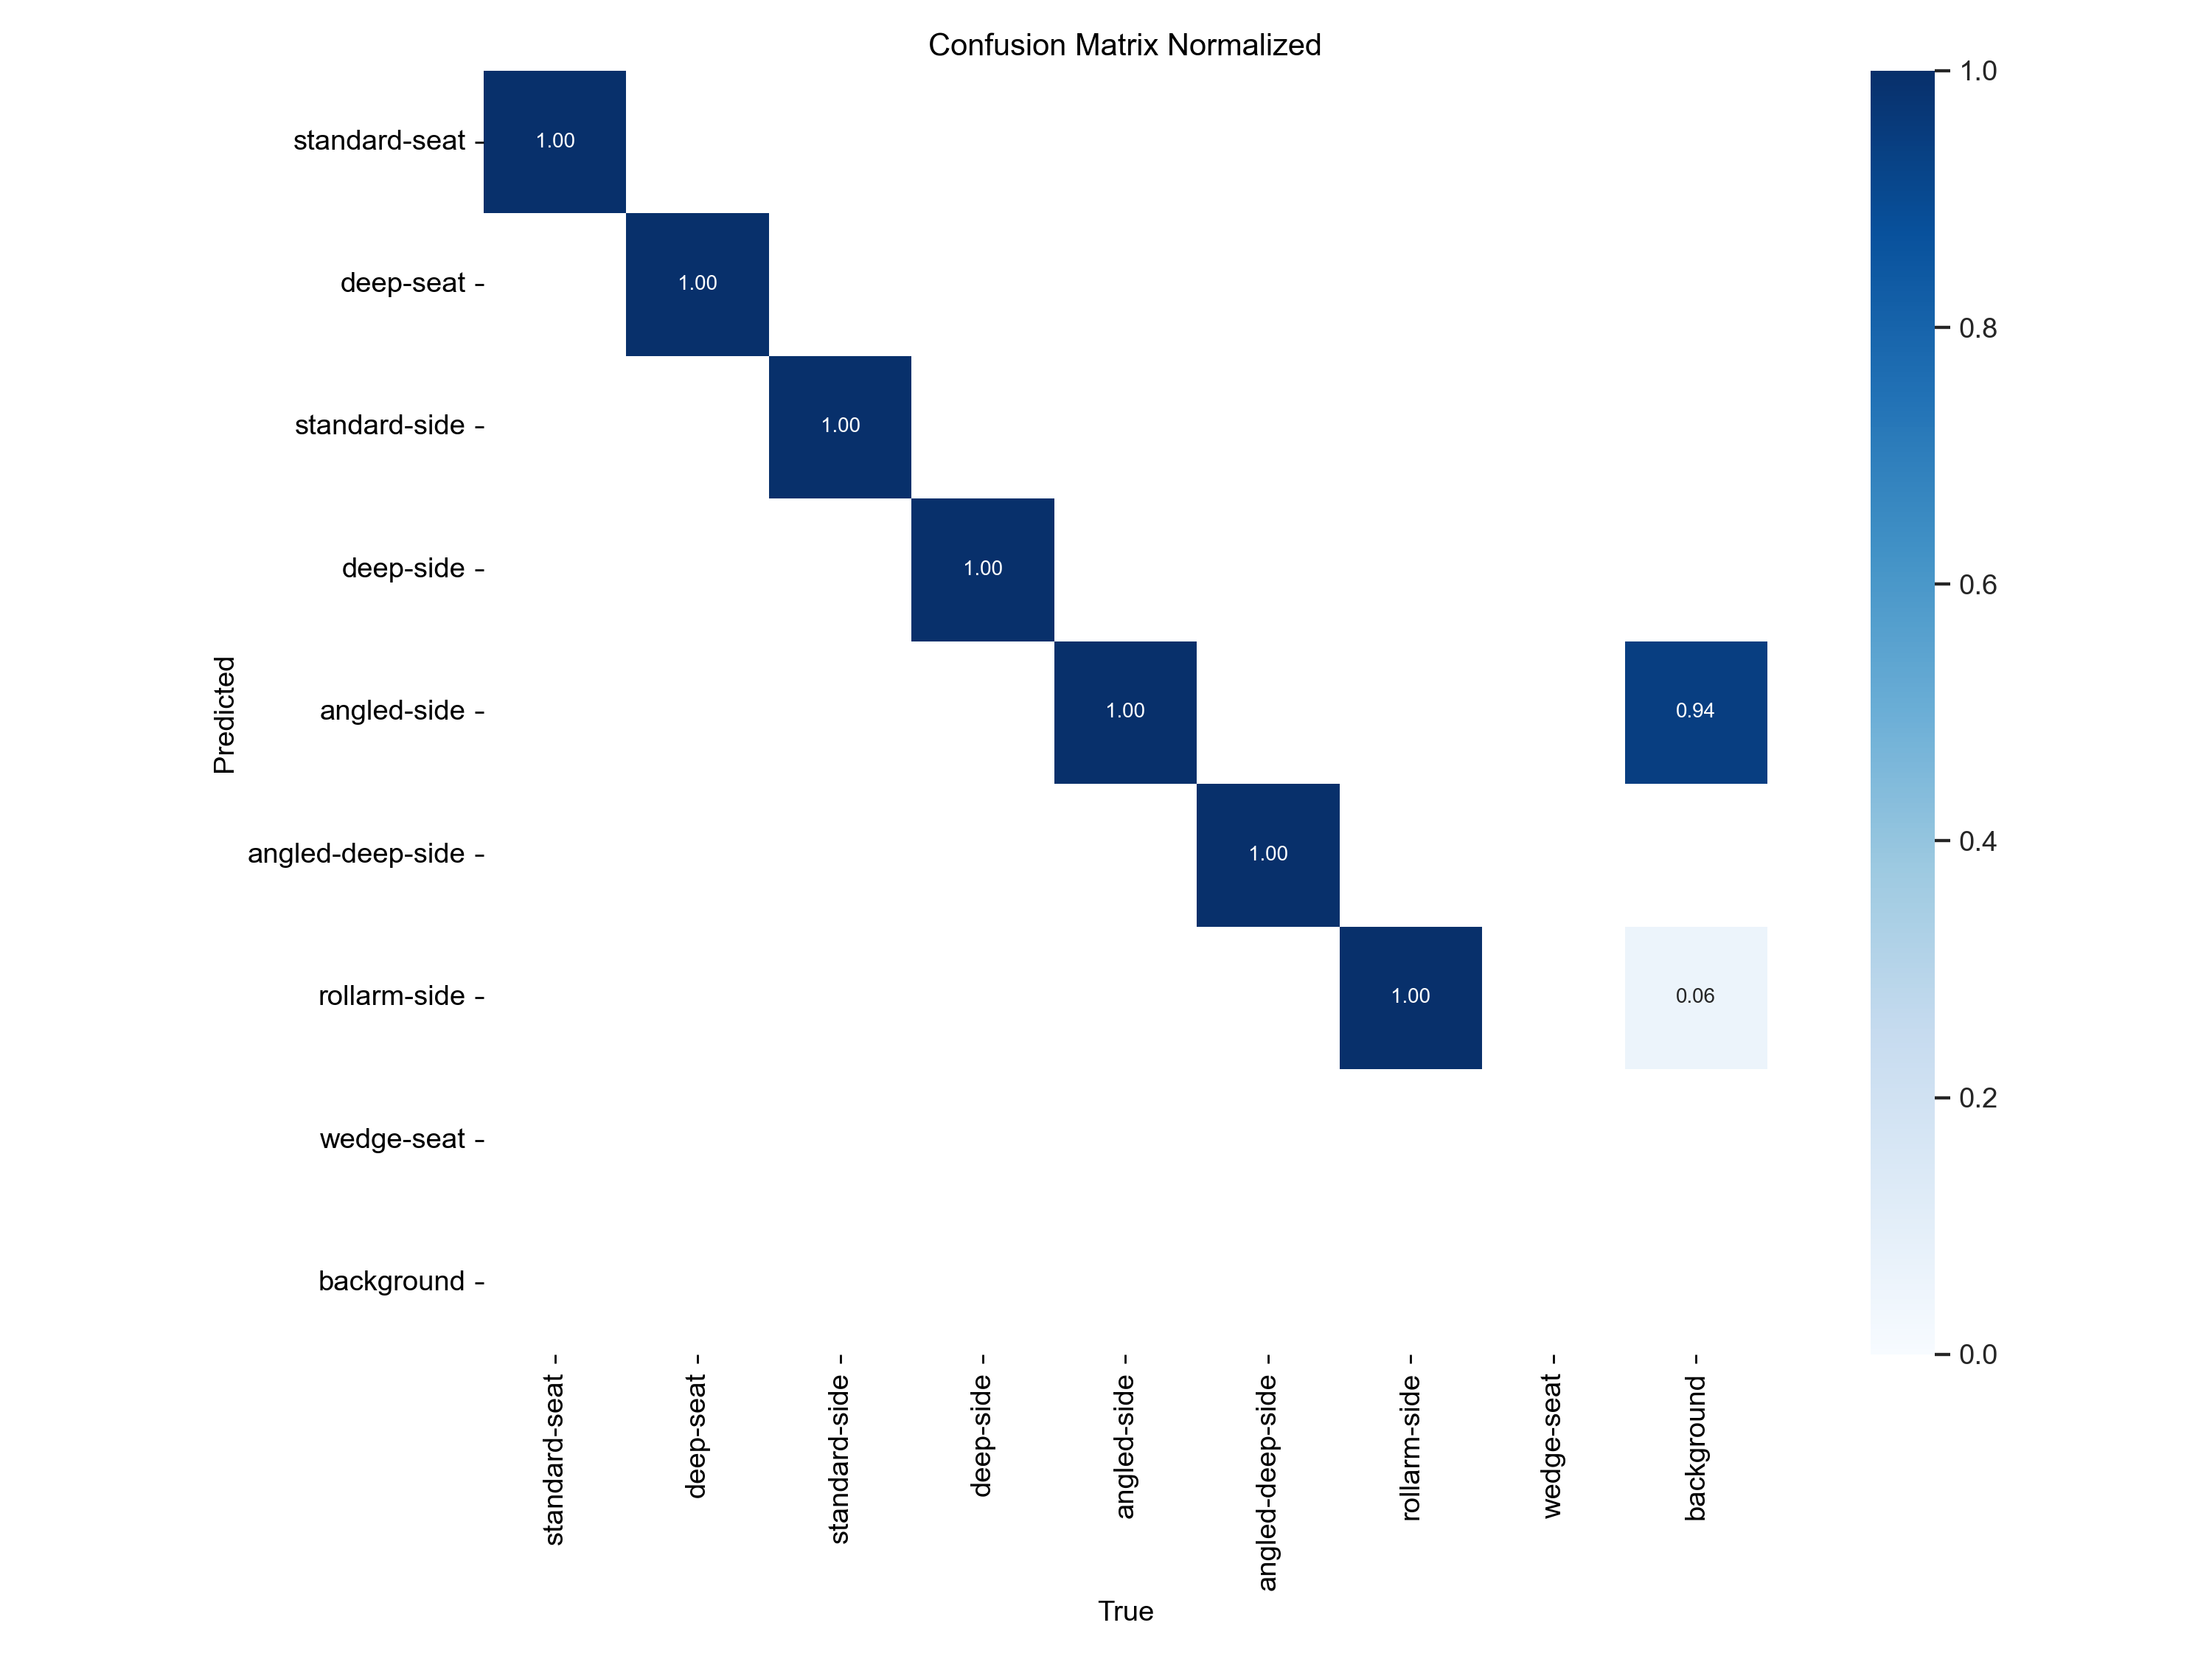 Confusion Matrix Normalized
1.0
standard-seat
1.00
deep-seat
1.00
0.8
standard-side
1.00
deep-side
1.00
0.6
Predicted
angled-side
1.00
0.94
angled-deep-side
1.00
0.4
rollarm-side
1.00
0.06
0.2
wedge-seat
background
0.0
standard-seat
deep-seat
standard-side
deep-side
angled-side
angled-deep-side
rollarm-side
wedge-seat
background
True